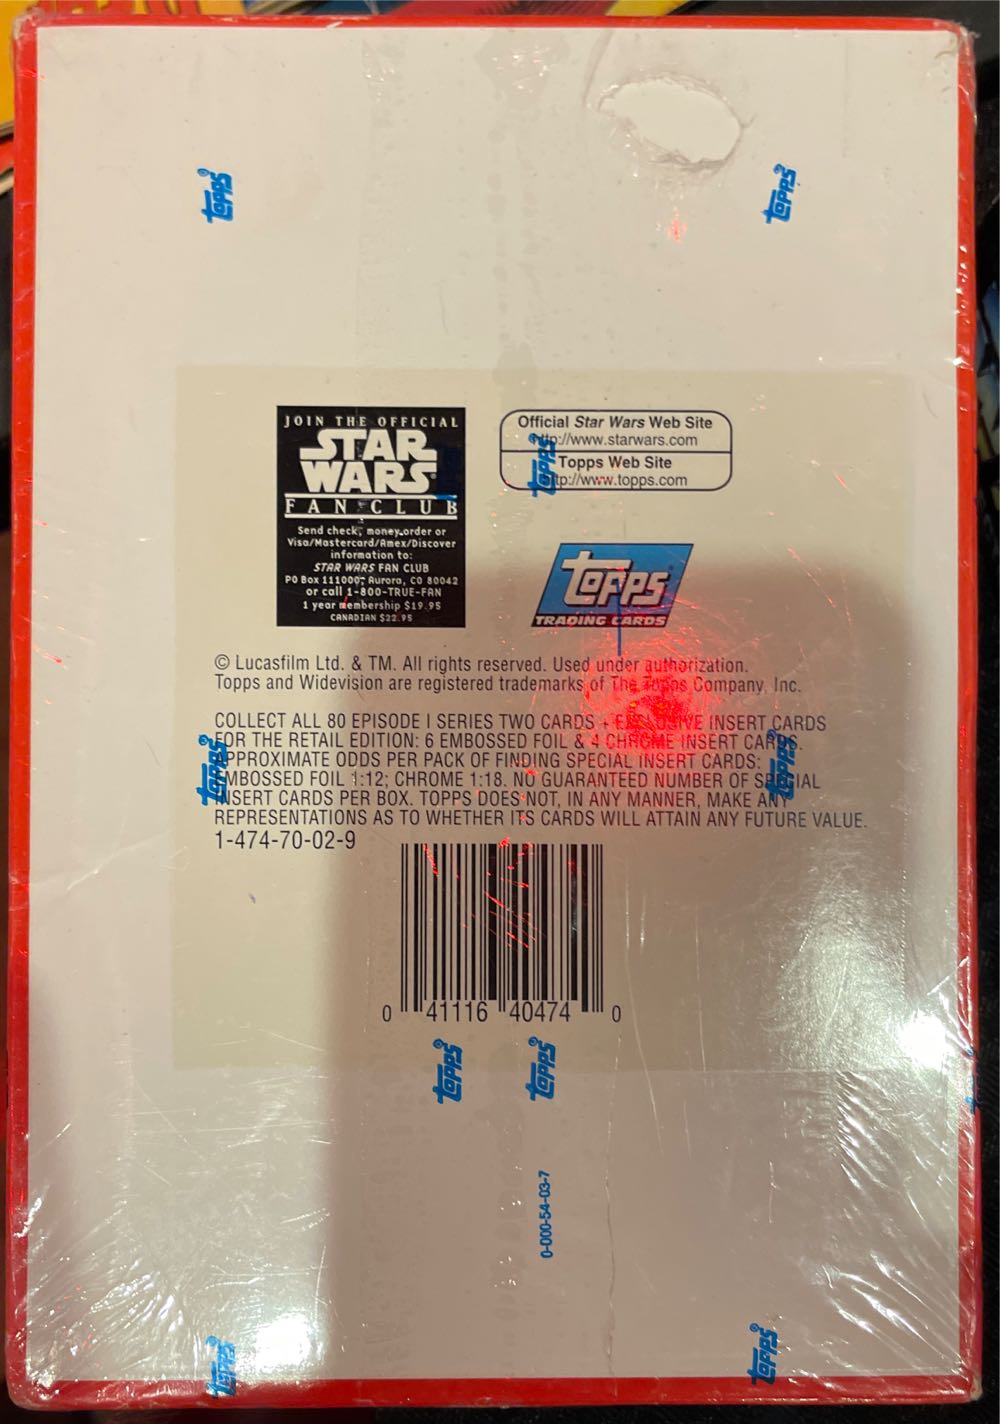 TOPPS
TOPPS
JOIN THE OFFICIAL
STAR
WARS
FAN CLUB
Send check, money order or
Visa/Mastercard/Amex/Discover
information to:
STAR WARS FAN CLUB
PO Box 111000, Aurora, CO 80042
or call 1-800-TRUE-FAN
1 year membership $19.95
CANADIAN $22.95
Official Star Wars Web Site
http://www.starwars.com
Topps Web Site
http://www.topps.com
TOPPS
TOPPS
TRADING CARDS
© Lucasfilm Ltd. & TM. All rights reserved. Used under authorization.
Topps and Widevision are registered trademarks of The Topps Company, Inc.
COLLECT ALL 80 EPISODE I SERIES TWO CARDS + EXCLUSIVE INSERT CARDS
FOR THE RETAIL EDITION: 6 EMBOSSED FOIL & 4 CHROME INSERT CARDS.
APPROXIMATE ODDS PER PACK OF FINDING SPECIAL INSERT CARDS:
EMBOSSED FOIL 1:12; CHROME 1:18. NO GUARANTEED NUMBER OF SPECIAL
INSERT CARDS PER BOX. TOPPS DOES NOT, IN ANY MANNER, MAKE ANY
REPRESENTATIONS AS TO WHETHER ITS CARDS WILL ATTAIN ANY FUTURE VALUE.
1-474-70-02-9
TOPPS
TOPPS
0 41116 40474 0
TOPPS
TOPPS
0-000-54-03-7
TOPPS
TOPPS